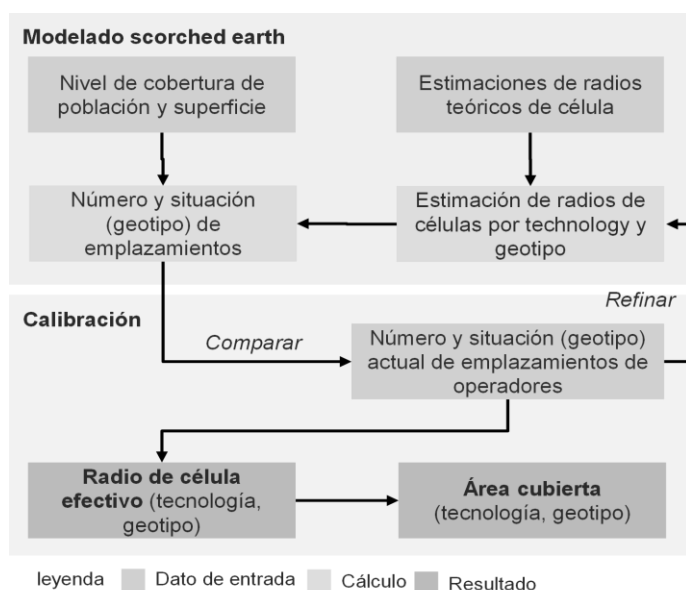 Modelado scorched earth
Nivel de cobertura de
población y superficie
Estimaciones de radios
teóricos de célula
Número y situación
(geotipo) de
emplazamientos
Estimación de radios de
células por technology y
geotipo
Refinar
Calibración
Comparar
Número y situación (geotipo)
actual de emplazamientos de
operadores
Radio de célula
efectivo (tecnología,
geotipo)
Área cubierta
(tecnología, geotipo)
leyenda Dato de entrada Cálculo Resultado